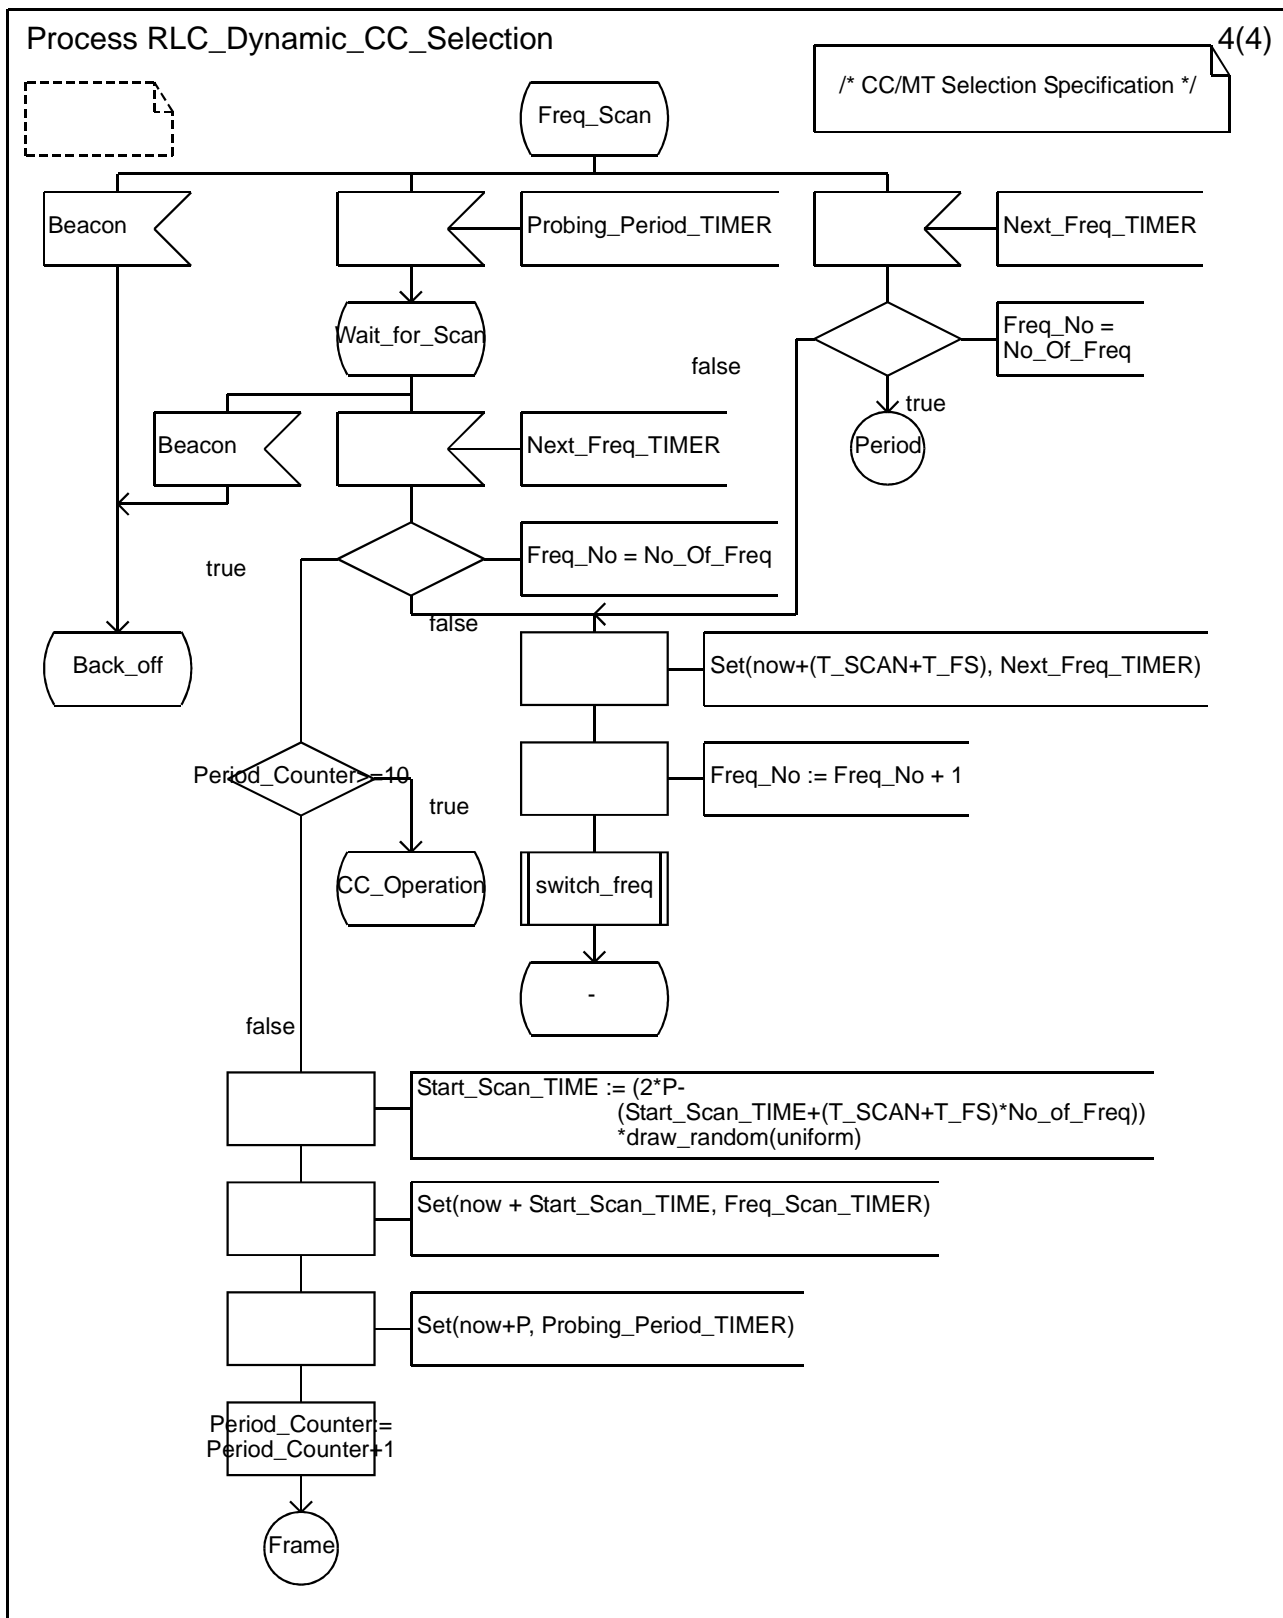 Process RLC_Dynamic_CC_Selection
4(4)
/* CC/MT Selection Specification */
Freq_Scan
Beacon
Probing_Period_TIMER
Next_Freq_TIMER
Wait_for_Scan
Freq_No =
No_Of_Freq
false
true
Period
Beacon
Next_Freq_TIMER
Freq_No = No_Of_Freq
true
false
Back_off
Set(now+(T_SCAN+T_FS), Next_Freq_TIMER)
Period_Counter>=10
Freq_No := Freq_No + 1
true
CC_Operation
switch_freq
-
false
Start_Scan_TIME := (2*P-
(Start_Scan_TIME+(T_SCAN+T_FS)*No_of_Freq))
*draw_random(uniform)
Set(now + Start_Scan_TIME, Freq_Scan_TIMER)
Set(now+P, Probing_Period_TIMER)
Period_Counter:=
Period_Counter+1
Frame